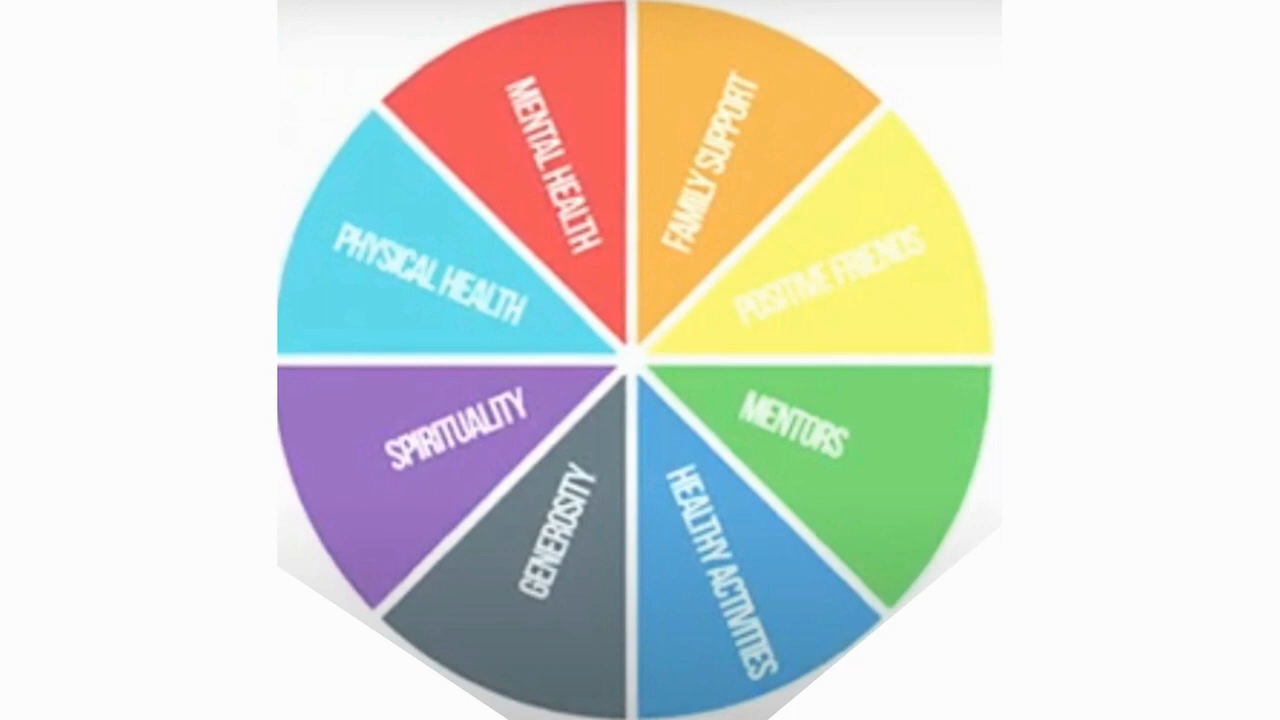 FAMILY SUPPORT
POSITIVE FRIENDS
MENTORS
HEALTHY ACTIVITIES
GENEROSITY
SPIRITUALITY
PHYSICAL HEALTH
MENTAL HEALTH